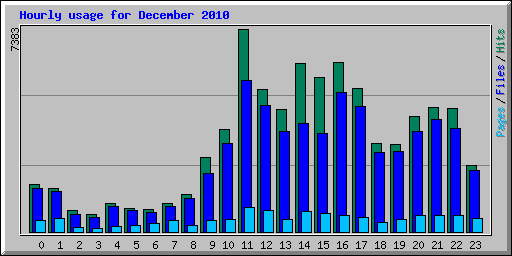 Hourly usage for December 2010
7383
Pages / Files / Hits
0 1 2 3 4 5 6 7 8 9 10 11 12 13 14 15 16 17 18 19 20 21 22 23